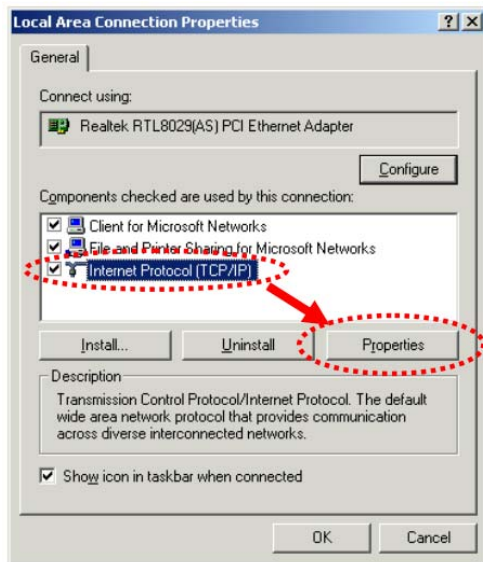 Local Area Connection Properties
General
Connect using:
Realtek RTL8029(AS) PCI Ethernet Adapter
Configure
Components checked are used by this connection:
Client for Microsoft Networks
File and Printer Sharing for Microsoft Networks
Internet Protocol (TCP/IP)
Install... Uninstall Properties
Description
Transmission Control Protocol/Internet Protocol. The default
wide area network protocol that provides communication
across diverse interconnected networks.
Show icon in taskbar when connected
OK Cancel